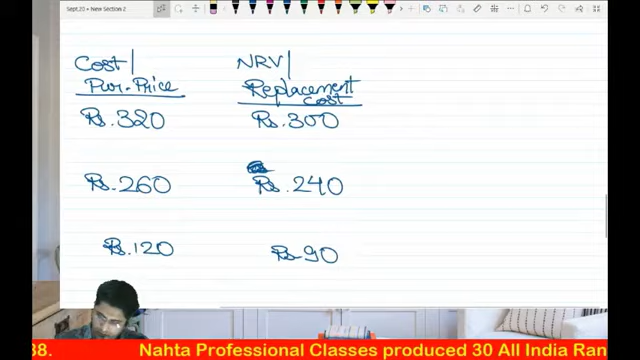 Sept 20 + New Section 2
Cost| NRV|
Pur. Price Replacement Cost
Rs. 320 Rs. 300
Rs. 260 Rs. 240
Rs. 120 Rs. 90
38. Nahta Professional Classes produced 30 All India Ran